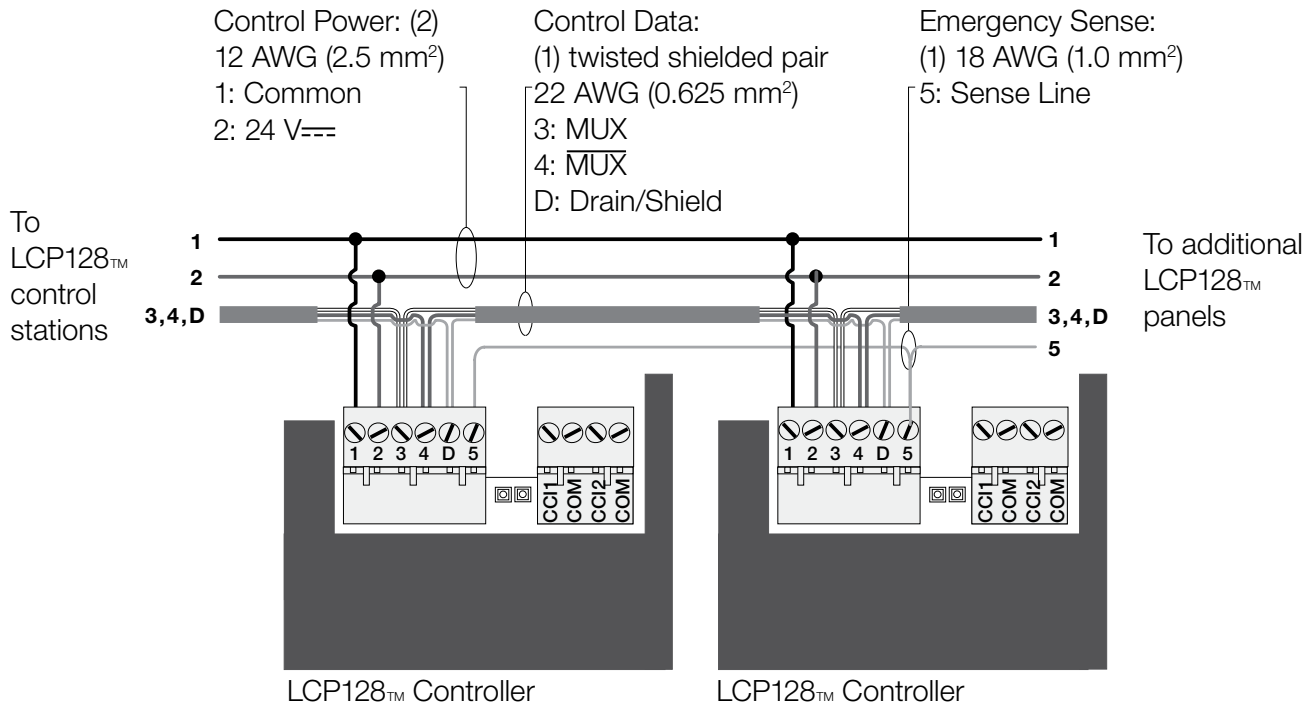 Control Power: (2)
12 AWG (2.5 mm²)
1: Common
2: 24 V⎓
Control Data:
(1) twisted shielded pair
22 AWG (0.625 mm²)
3: MUX
4: M̅U̅X̅
D: Drain/Shield
Emergency Sense:
(1) 18 AWG (1.0 mm²)
5: Sense Line
To
LCP128™
control
stations
1
2
3,4,D
1
2
3,4,D
5
To additional
LCP128™
panels
1 2 3 4 D 5
CCI1
COM
CCI2
COM
1 2 3 4 D 5
CCI1
COM
CCI2
COM
LCP128™ Controller
LCP128™ Controller